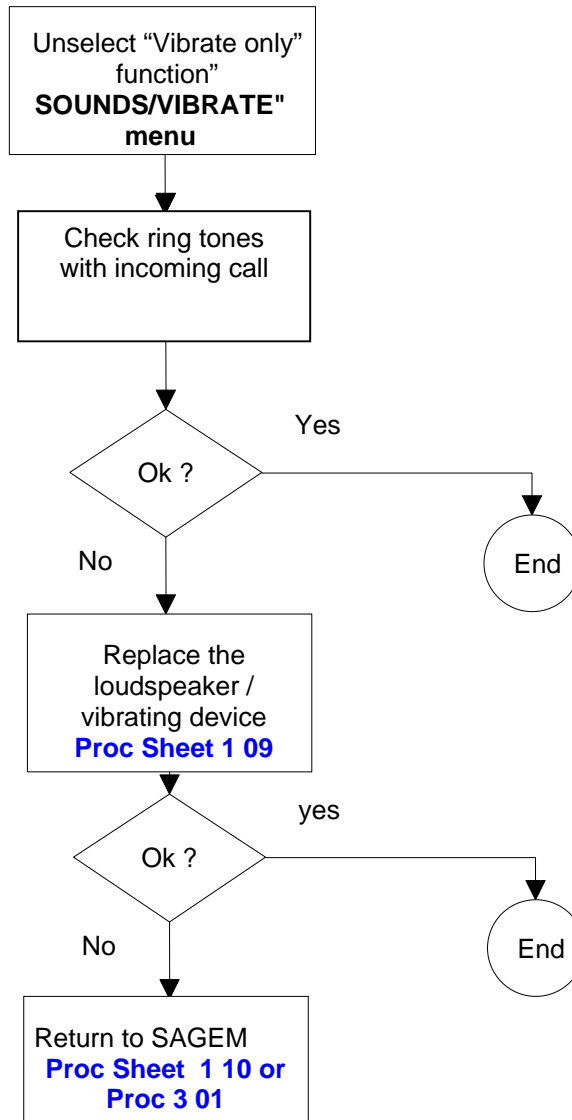 Unselect “Vibrate only”
function”
SOUNDS/VIBRATE"
menu
Check ring tones
with incoming call
Yes
Ok ?
End
No
Replace the
loudspeaker /
vibrating device
Proc Sheet 1 09
yes
Ok ?
End
No
Return to SAGEM
Proc Sheet 1 10 or
Proc 3 01